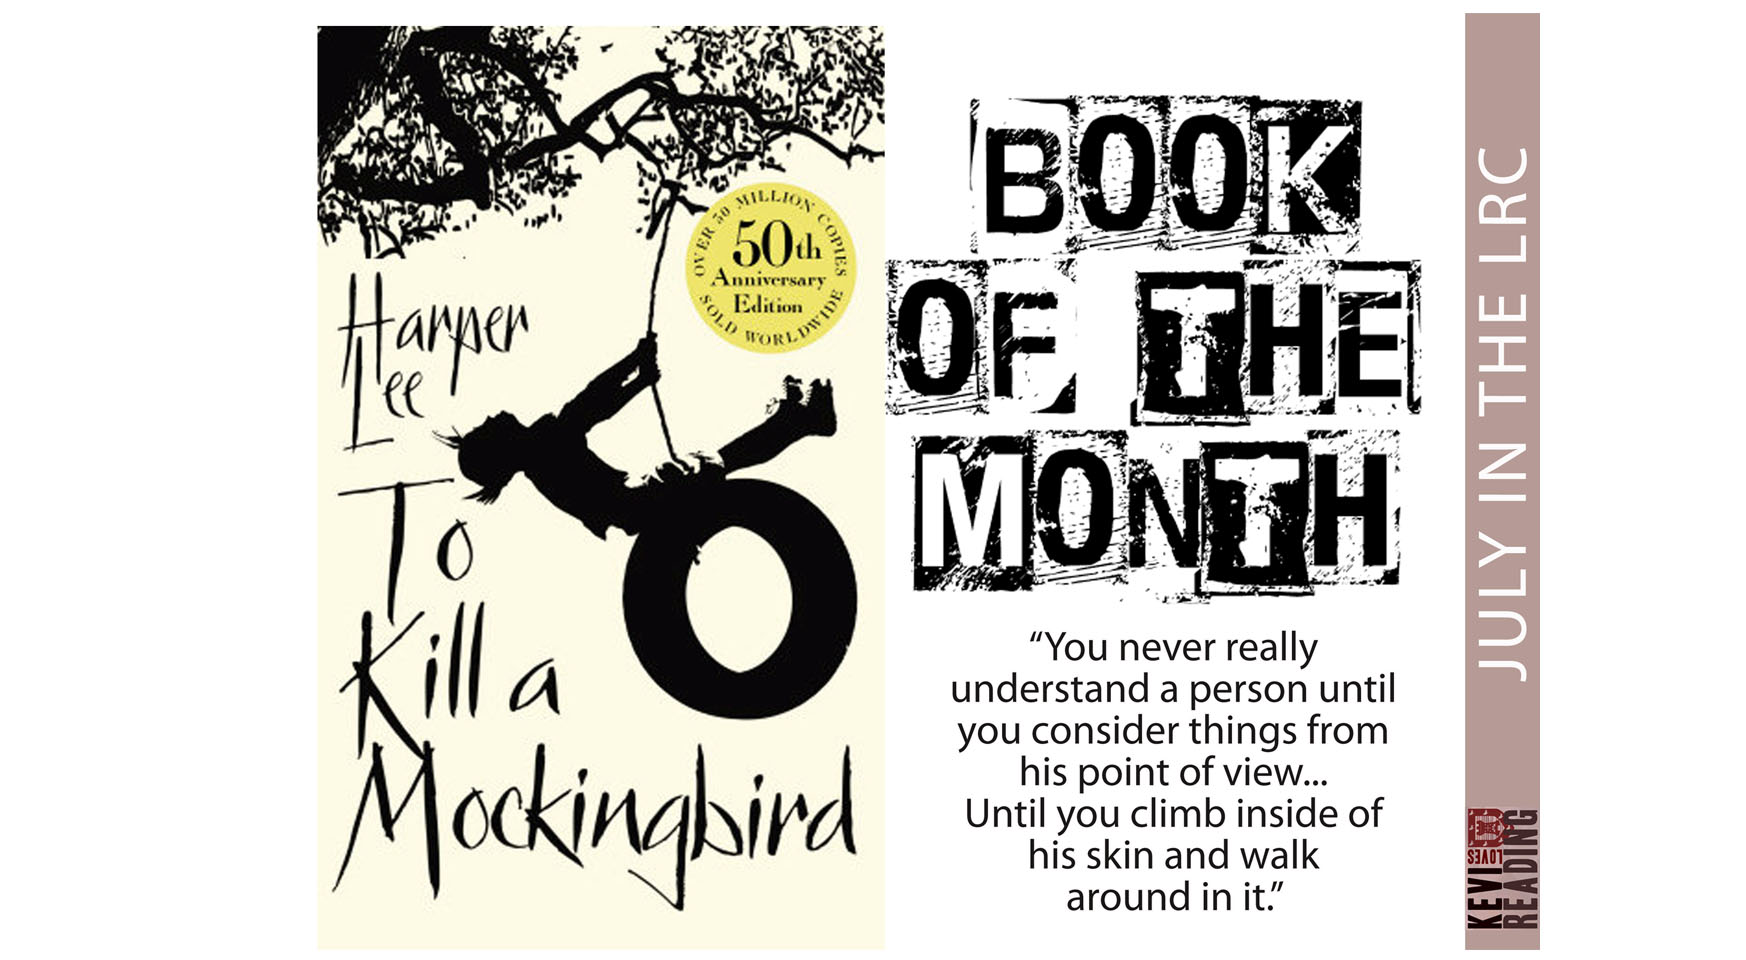 Harper
Lee
To
Kill a
Mockingbird
OVER 30 MILLION COPIES
50th
Anniversary
Edition
SOLD WORLDWIDE
BOOK
OF THE
MONTH
“You never really
understand a person until
you consider things from
his point of view...
Until you climb inside of
his skin and walk
around in it.”
JULY IN THE LRC
KEVI
LOVES
READING